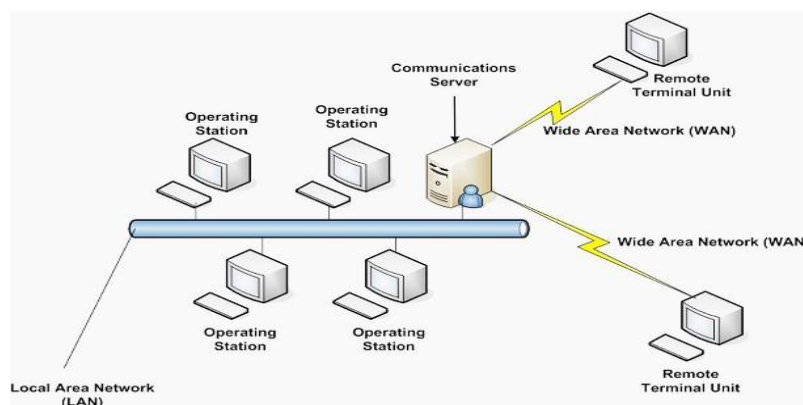 Communications
Server
Remote
Terminal Unit
Operating
Station
Operating
Station
Wide Area Network (WAN)
Wide Area Network (WAN
Operating
Station
Operating
Station
Remote
Terminal Unit
Local Area Network
(LAN)